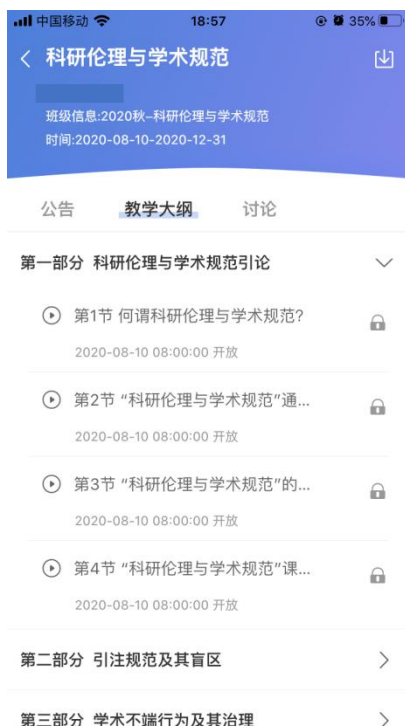 中国移动 18:57 35%
科研伦理与学术规范
班级信息:2020秋–科研伦理与学术规范
时间:2020-08-10-2020-12-31
公告 教学大纲 讨论
第一部分 科研伦理与学术规范引论
第1节 何谓科研伦理与学术规范?
2020-08-10 08:00:00 开放
第2节 “科研伦理与学术规范”通...
2020-08-10 08:00:00 开放
第3节 “科研伦理与学术规范”的...
2020-08-10 08:00:00 开放
第4节 “科研伦理与学术规范”课...
2020-08-10 08:00:00 开放
第二部分 引注规范及其盲区
第三部分 学术不端行为及其治理